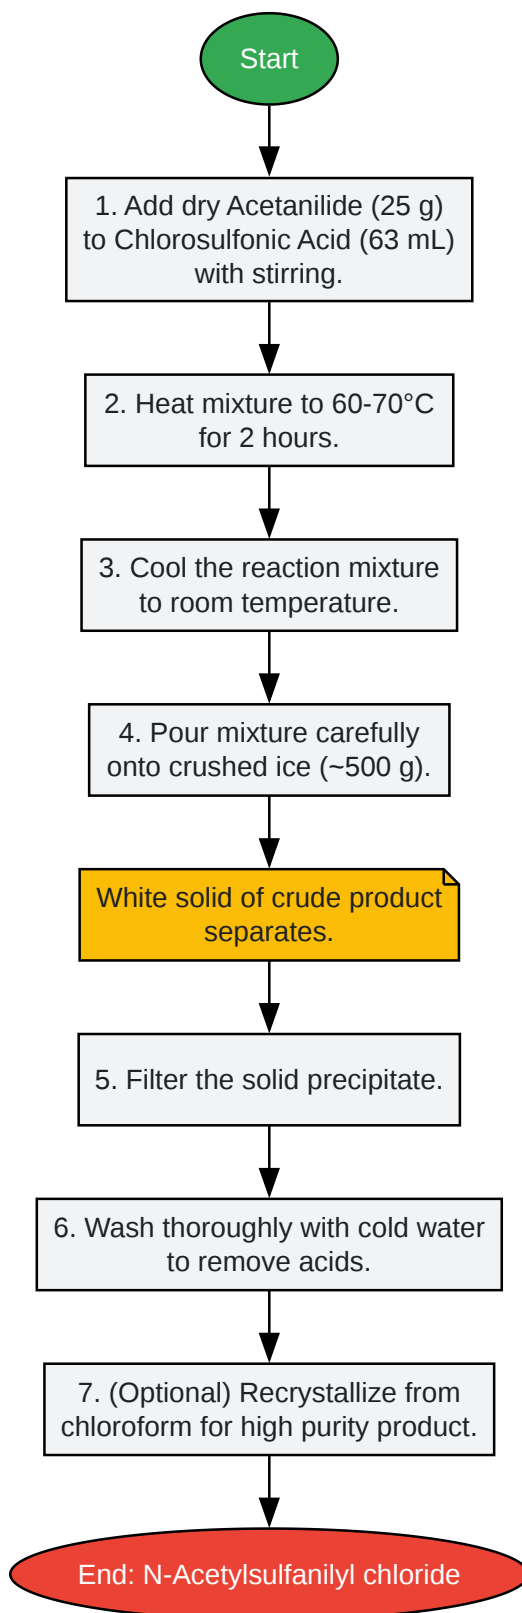 Start
1. Add dry Acetanilide (25 g)
to Chlorosulfonic Acid (63 mL)
with stirring.
2. Heat mixture to 60-70°C
for 2 hours.
3. Cool the reaction mixture
to room temperature.
4. Pour mixture carefully
onto crushed ice (~500 g).
White solid of crude product
separates.
5. Filter the solid precipitate.
6. Wash thoroughly with cold water
to remove acids.
7. (Optional) Recrystallize from
chloroform for high purity product.
End: N-Acetylsulfanilyl chloride